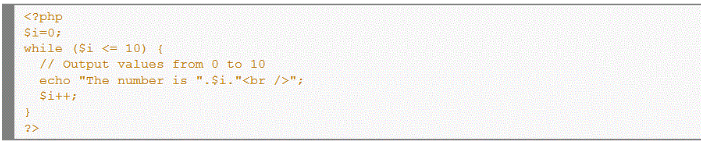 <?php
$i=0;
while ($i <= 10) {
  // Output values from 0 to 10
  echo "The number is ".$i."<br />";
  $i++;
}
?>